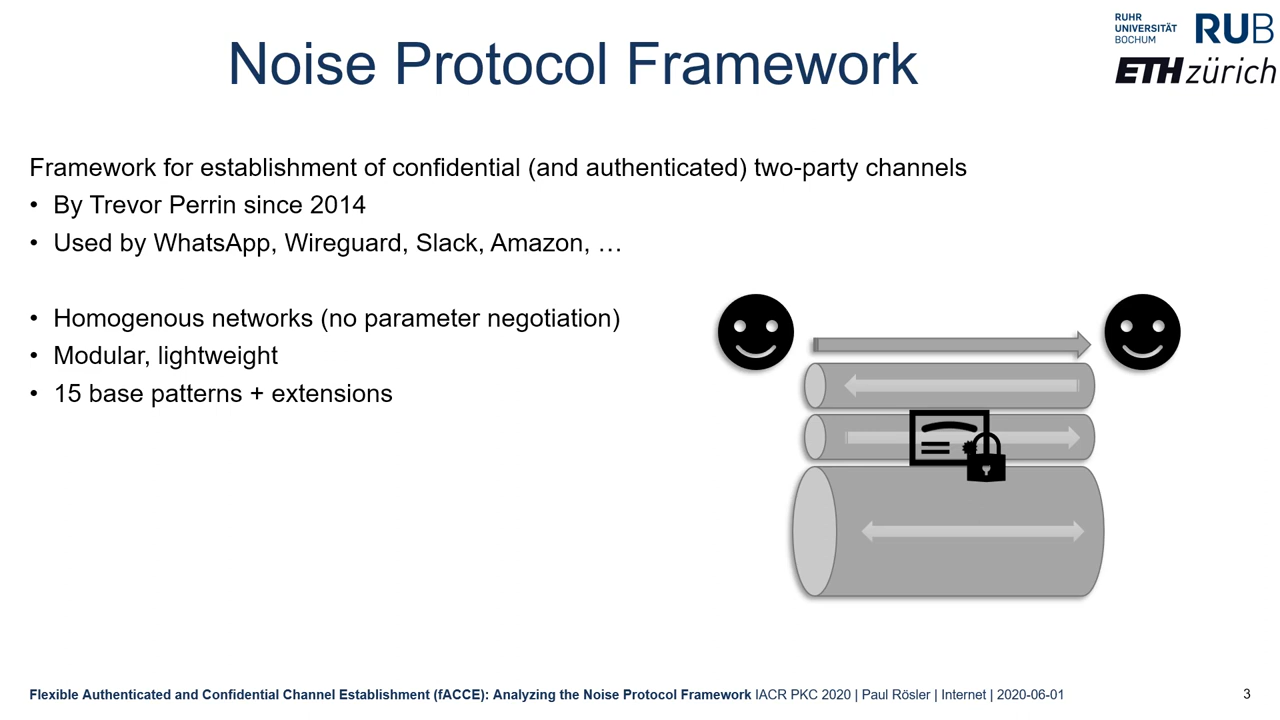 Noise Protocol Framework
RUHR
UNIVERSITÄT
BOCHUM
RUB
ETH zürich
Framework for establishment of confidential (and authenticated) two-party channels
• By Trevor Perrin since 2014
• Used by WhatsApp, Wireguard, Slack, Amazon, …
• Homogenous networks (no parameter negotiation)
• Modular, lightweight
• 15 base patterns + extensions
Flexible Authenticated and Confidential Channel Establishment (fACCE): Analyzing the Noise Protocol Framework IACR PKC 2020 | Paul Rösler | Internet | 2020-06-01
3